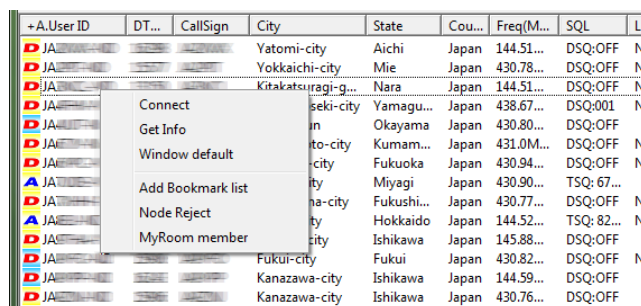 +A.User ID DT... CallSign City State Cou... Freq(M... SQL L
D JA Yatomi-city Aichi Japan 144.51... DSQ:OFF N
D JA Yokkaichi-city Mie Japan 430.78... DSQ:OFF N
D JA Kitakatsuragi-g... Nara Japan 144.51... DSQ:OFF N
D JA seki-city Yamagu... Japan 438.67... DSQ:001 N
Connect
D JA un Okayama Japan 430.80... DSQ:OFF
Get Info
D JA to-city Kumam... Japan 431.0M... DSQ:OFF N
Window default
D JA -city Fukuoka Japan 430.94... DSQ:OFF N
A JA ity Miyagi Japan 430.90... TSQ: 67...
Add Bookmark list
D JA na-city Fukushi... Japan 430.77... DSQ:OFF N
Node Reject
A JA ty Hokkaido Japan 144.52... TSQ: 82... N
MyRoom member
D JA city Ishikawa Japan 145.88... DSQ:OFF
D JA Fukui-city Fukui Japan 430.82... DSQ:OFF N
D JA Kanazawa-city Ishikawa Japan 144.59... DSQ:OFF
D JA Kanazawa-city Ishikawa Japan 430.76... DSQ:OFF